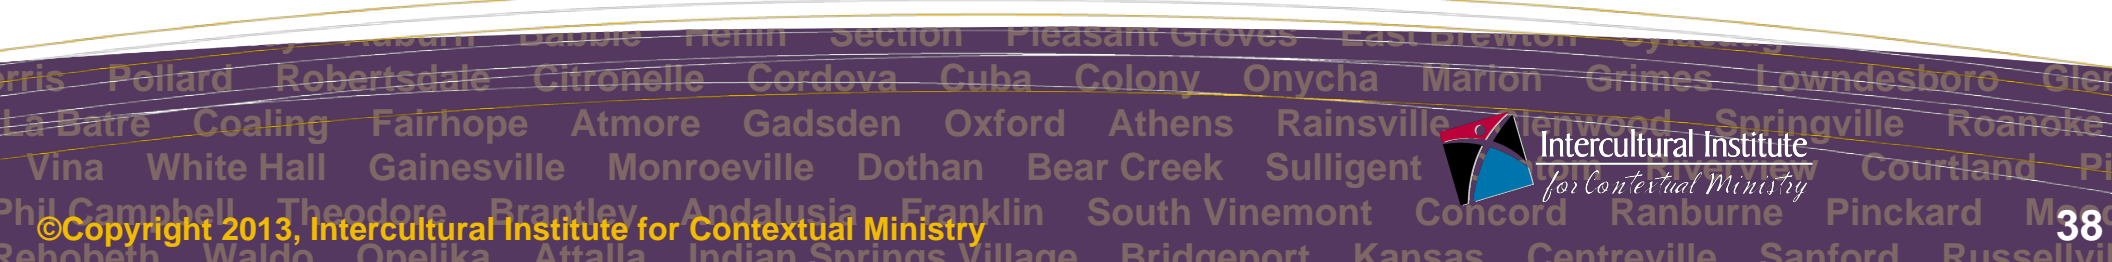 Auburn Babbie Heflin Section Pleasant Groves East Brewton Sylacauga
Pollard Robertsdale Citronelle Cordova Cuba Colony Onycha Marion Grimes Lowndesboro
La Batre Coaling Fairhope Atmore Gadsden Oxford Athens Rainsville Springville Roanoke
Vina White Hall Gainesville Monroeville Dothan Bear Creek Sulligent Riverview Courtland
Intercultural Institute
for Contextual Ministry
Phil Campbell Theodore Brantley Andalusia Franklin South Vinemont Concord Ranburne Pinckard
©Copyright 2013, Intercultural Institute for Contextual Ministry
38
Rehobeth Waldo Opelika Attalla Indian Springs Village Bridgeport Kansas Centreville Sanford